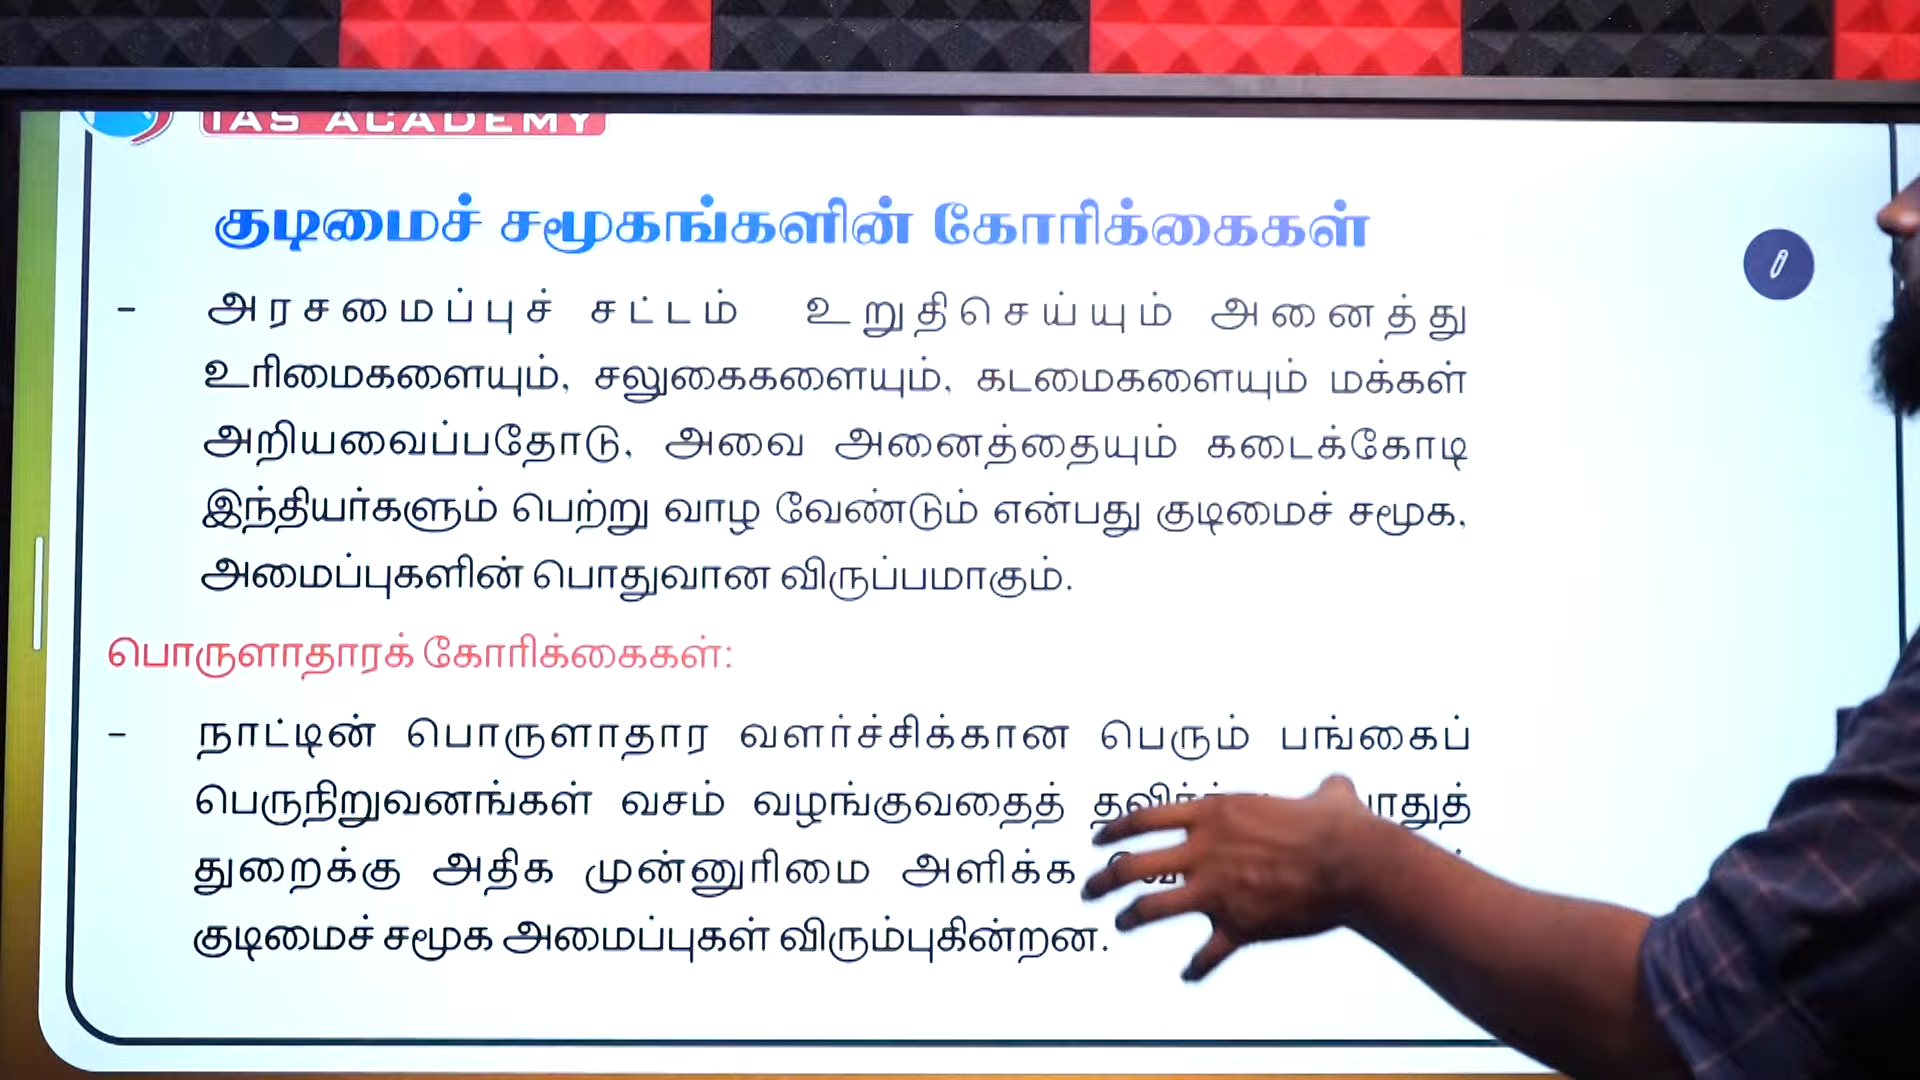 IAS ACADEMY
குடிமைச் சமூகங்களின் கோரிக்கைகள்
- அரசமைப்புச் சட்டம் உறுதிசெய்யும் அனைத்து
உரிமைகளையும், சலுகைகளையும், கடமைகளையும் மக்கள்
அறியவைப்பதோடு, அவை அனைத்தையும் கடைக்கோடி
இந்தியர்களும் பெற்று வாழ வேண்டும் என்பது குடிமைச் சமூக,
அமைப்புகளின் பொதுவான விருப்பமாகும்.
பொருளாதாரக் கோரிக்கைகள்:
- நாட்டின் பொருளாதார வளர்ச்சிக்கான பெரும் பங்கைப்
பெருநிறுவனங்கள் வசம் வழங்குவதைத்
துறைக்கு அதிக முன்னுரிமை அளிக்க
குடிமைச் சமூக அமைப்புகள் விரும்புகின்றன.